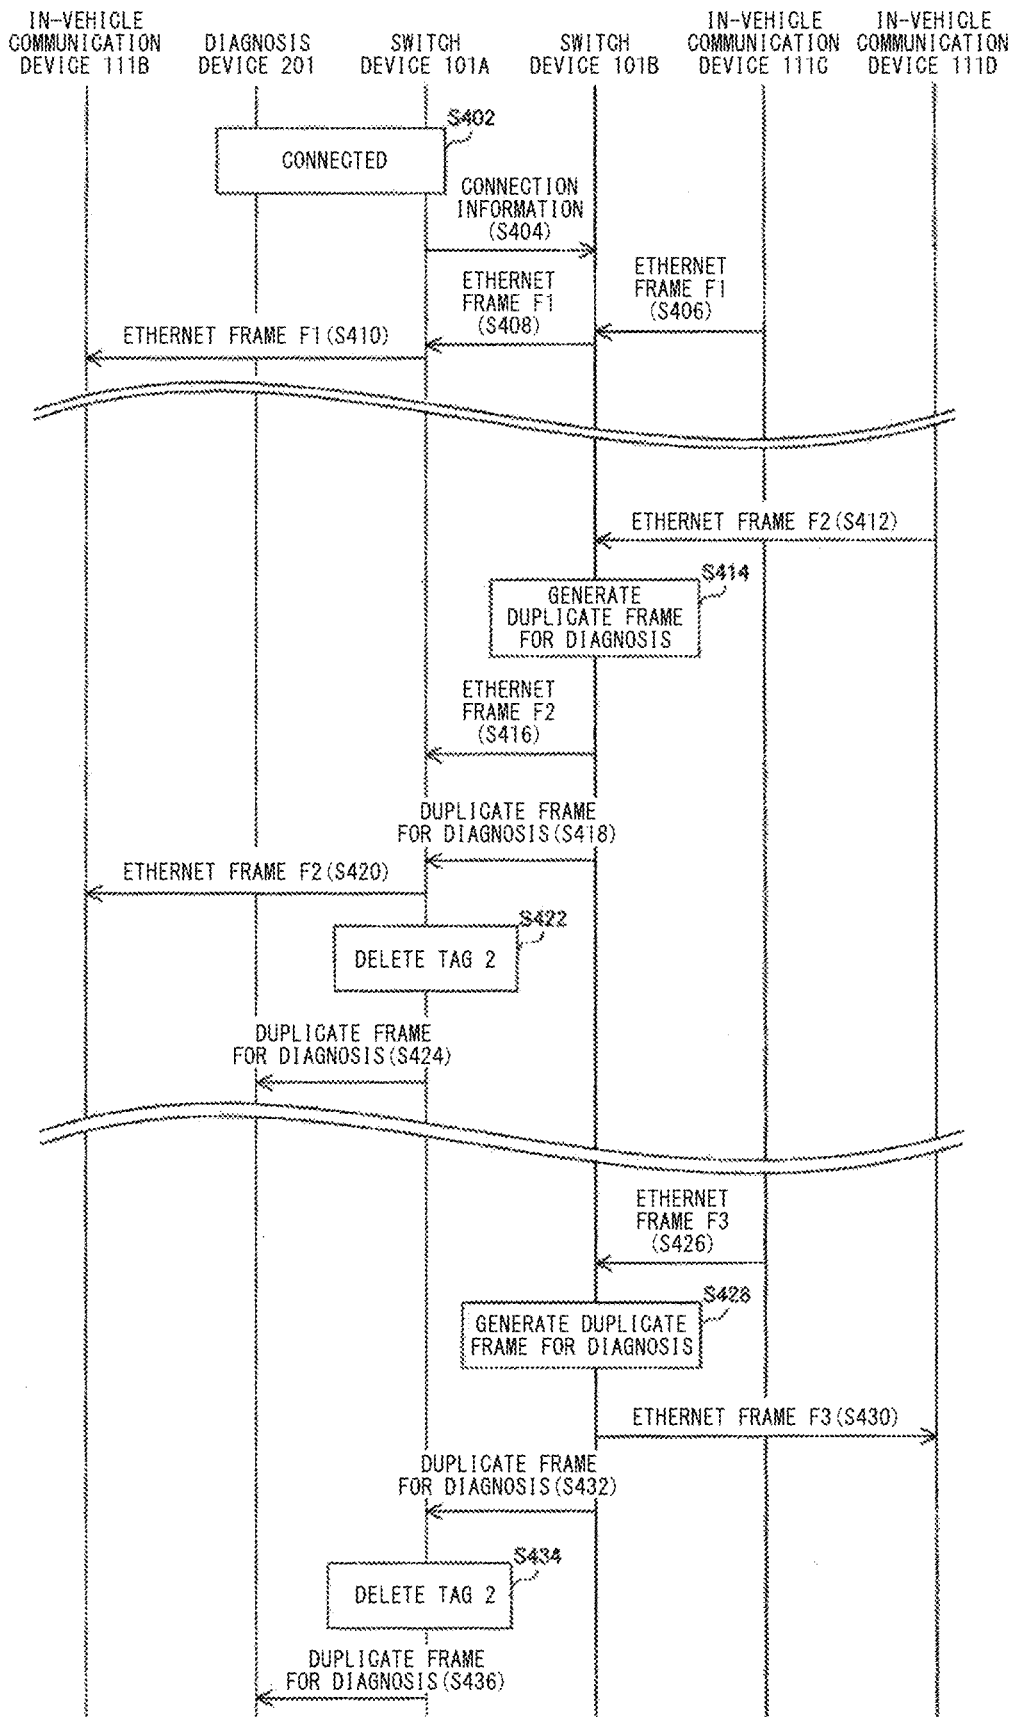 IN-VEHICLE
COMMUNICATION
DEVICE 111B
DIAGNOSIS
DEVICE 201
SWITCH
DEVICE 101A
SWITCH
DEVICE 101B
IN-VEHICLE
COMMUNICATION
DEVICE 111C
IN-VEHICLE
COMMUNICATION
DEVICE 111D
S402
CONNECTED
CONNECTION
INFORMATION
(S404)
ETHERNET
FRAME F1
(S406)
ETHERNET
FRAME F1
(S408)
ETHERNET FRAME F1(S410)
ETHERNET FRAME F2(S412)
S414
GENERATE
DUPLICATE FRAME
FOR DIAGNOSIS
ETHERNET
FRAME F2
(S416)
DUPLICATE FRAME
FOR DIAGNOSIS(S418)
ETHERNET FRAME F2(S420)
S422
DELETE TAG 2
DUPLICATE FRAME
FOR DIAGNOSIS(S424)
ETHERNET
FRAME F3
(S426)
S428
GENERATE DUPLICATE
FRAME FOR DIAGNOSIS
ETHERNET FRAME F3(S430)
DUPLICATE FRAME
FOR DIAGNOSIS(S432)
S434
DELETE TAG 2
DUPLICATE FRAME
FOR DIAGNOSIS(S436)